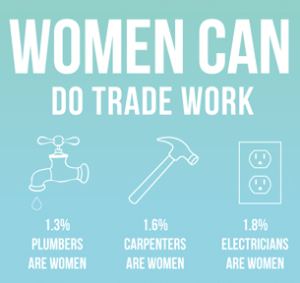 WOMEN CAN
DO TRADE WORK
1.3%
PLUMBERS
ARE WOMEN
1.6%
CARPENTERS
ARE WOMEN
1.8%
ELECTRICIANS
ARE WOMEN